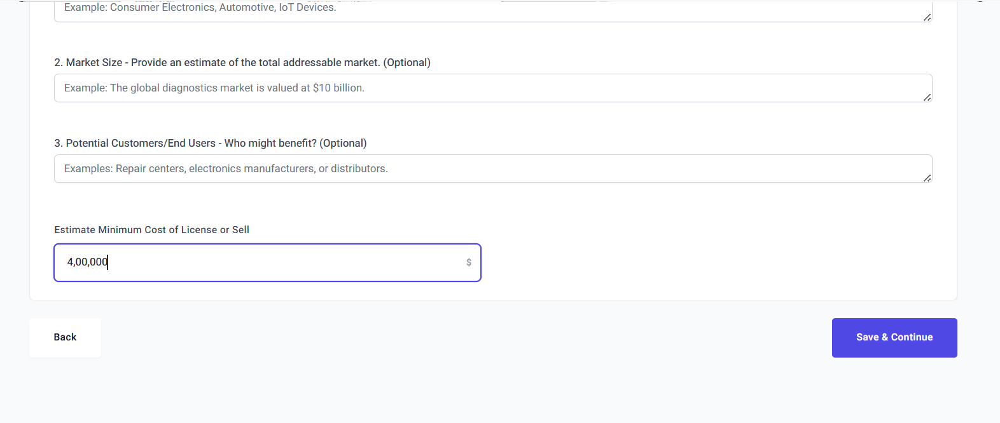 Example: Consumer Electronics, Automotive, IoT Devices.
2. Market Size - Provide an estimate of the total addressable market. (Optional)
Example: The global diagnostics market is valued at $10 billion.
3. Potential Customers/End Users - Who might benefit? (Optional)
Examples: Repair centers, electronics manufacturers, or distributors.
Estimate Minimum Cost of License or Sell
4,00,000 $
Back
Save & Continue